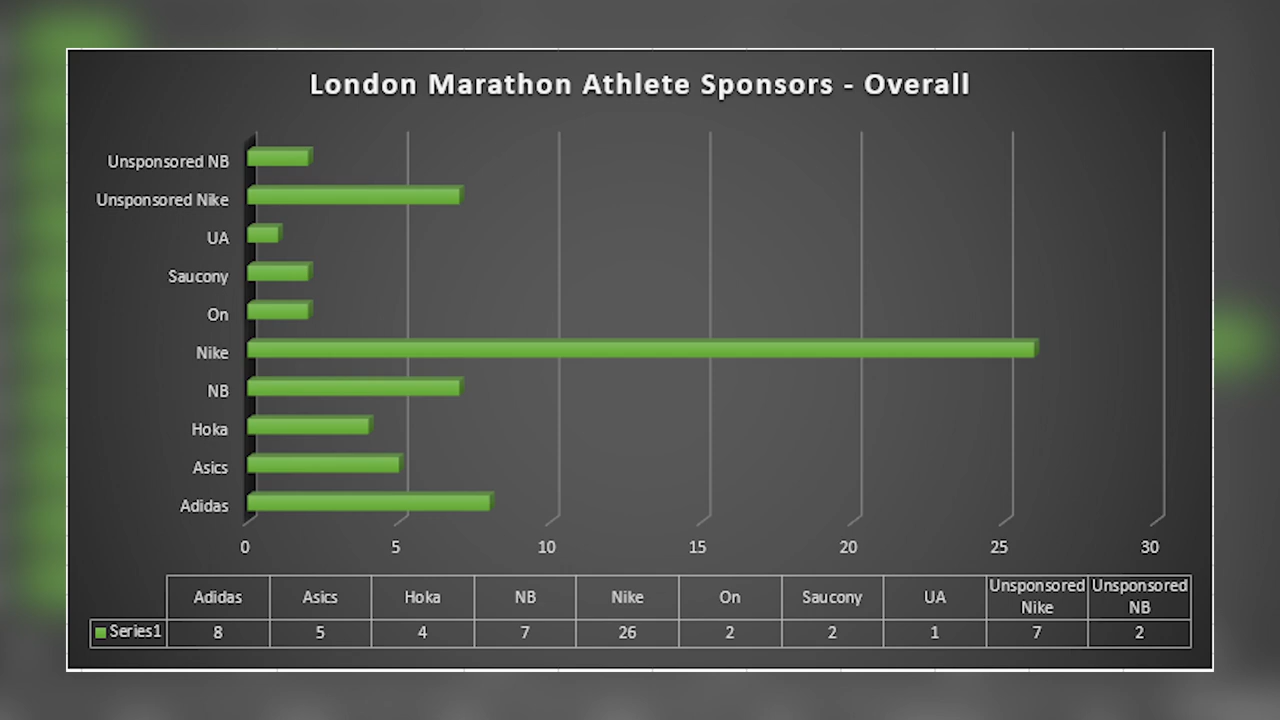 London Marathon Athlete Sponsors - Overall
Unsponsored NB
Unsponsored Nike
UA
Saucony
On
Nike
NB
Hoka
Asics
Adidas
0 5 10 15 20 25 30
Adidas Asics Hoka NB Nike On Saucony UA Unsponsored Nike Unsponsored NB
Series1 8 5 4 7 26 2 2 1 7 2